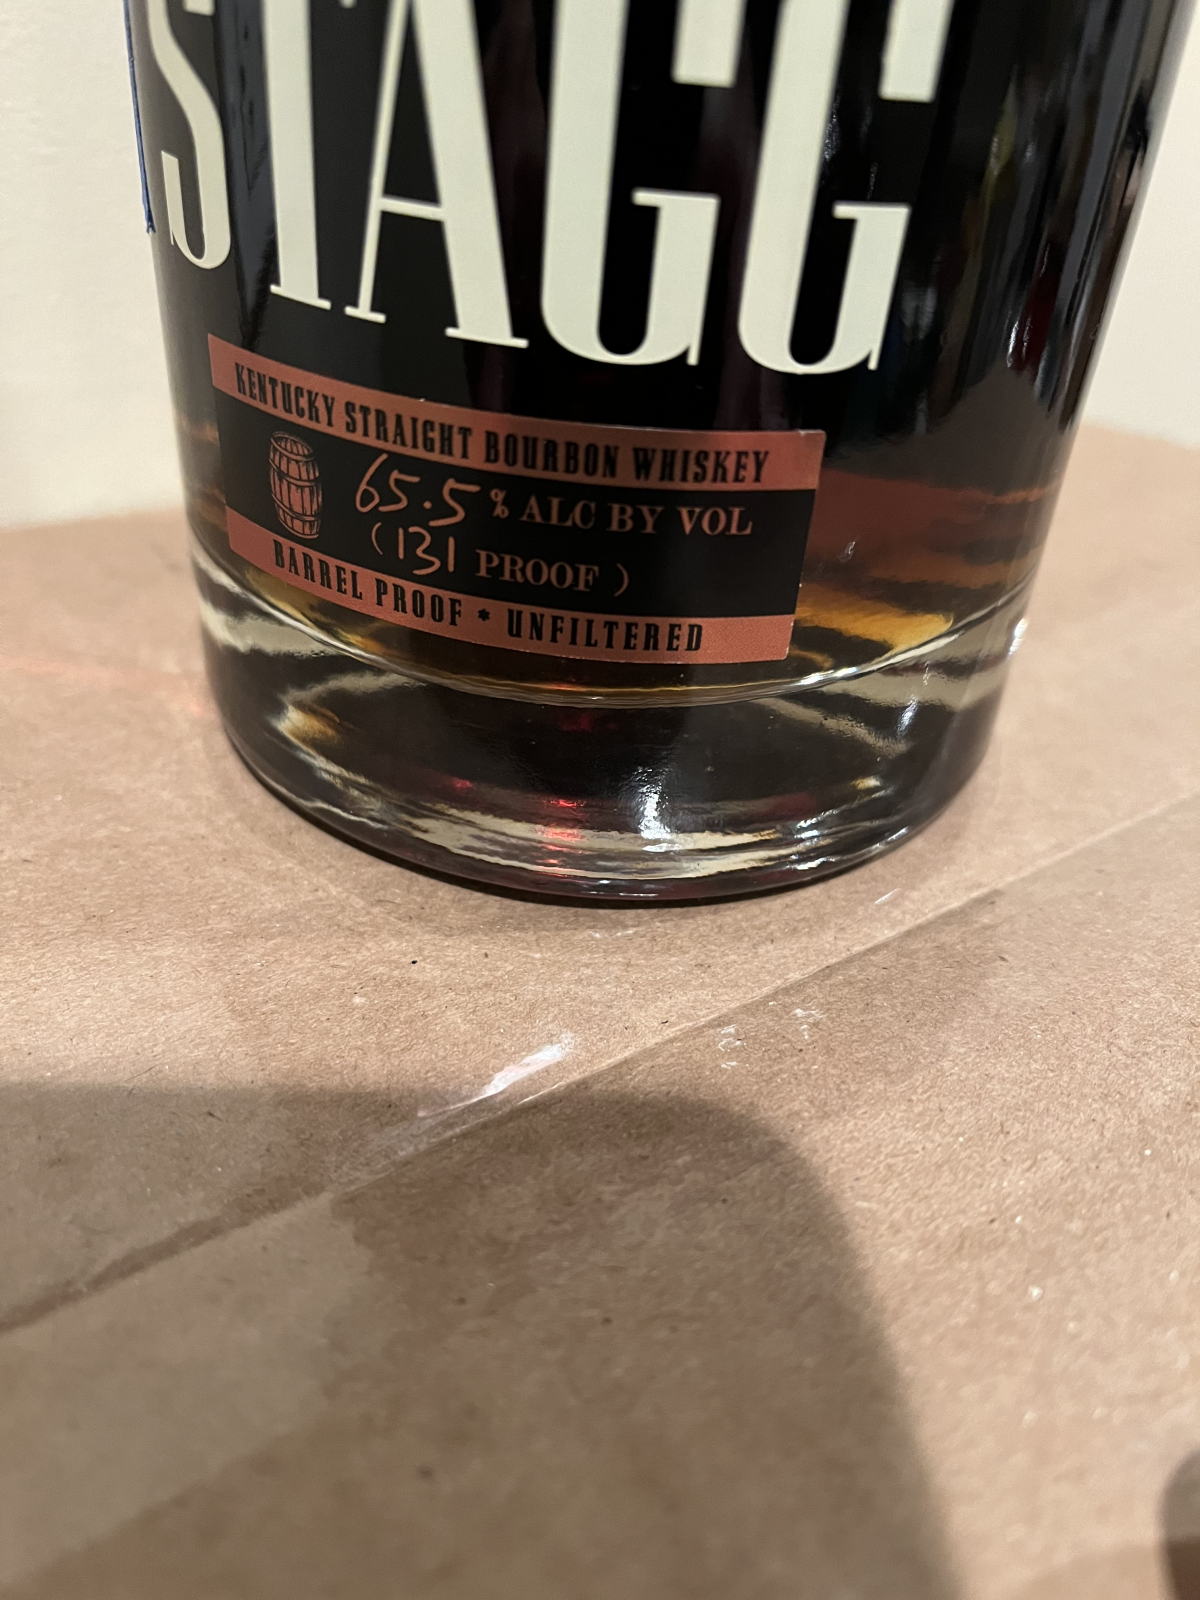 STAGG
KENTUCKY STRAIGHT BOURBON WHISKEY
65.5% ALC BY VOL
(131 PROOF)
BARREL PROOF * UNFILTERED